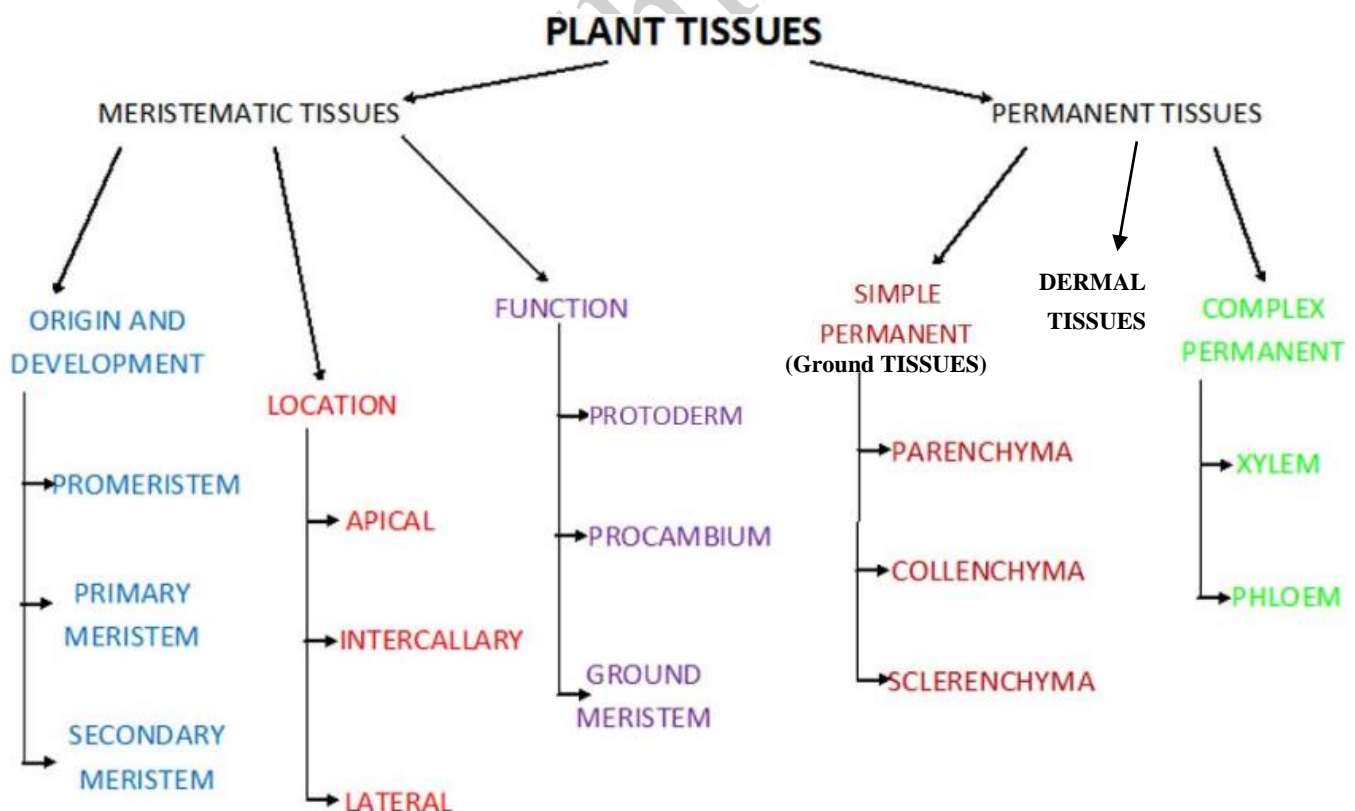 PLANT TISSUES
MERISTEMATIC TISSUES
PERMANENT TISSUES
ORIGIN AND
DEVELOPMENT
PROMERISTEM
PRIMARY
MERISTEM
SECONDARY
MERISTEM
LOCATION
APICAL
INTERCALLARY
LATERAL
FUNCTION
PROTODERM
PROCAMBIUM
GROUND
MERISTEM
SIMPLE
PERMANENT
(Ground TISSUES)
PARENCHYMA
COLLENCHYMA
SCLERENCHYMA
DERMAL
TISSUES
COMPLEX
PERMANENT
XYLEM
PHLOEM